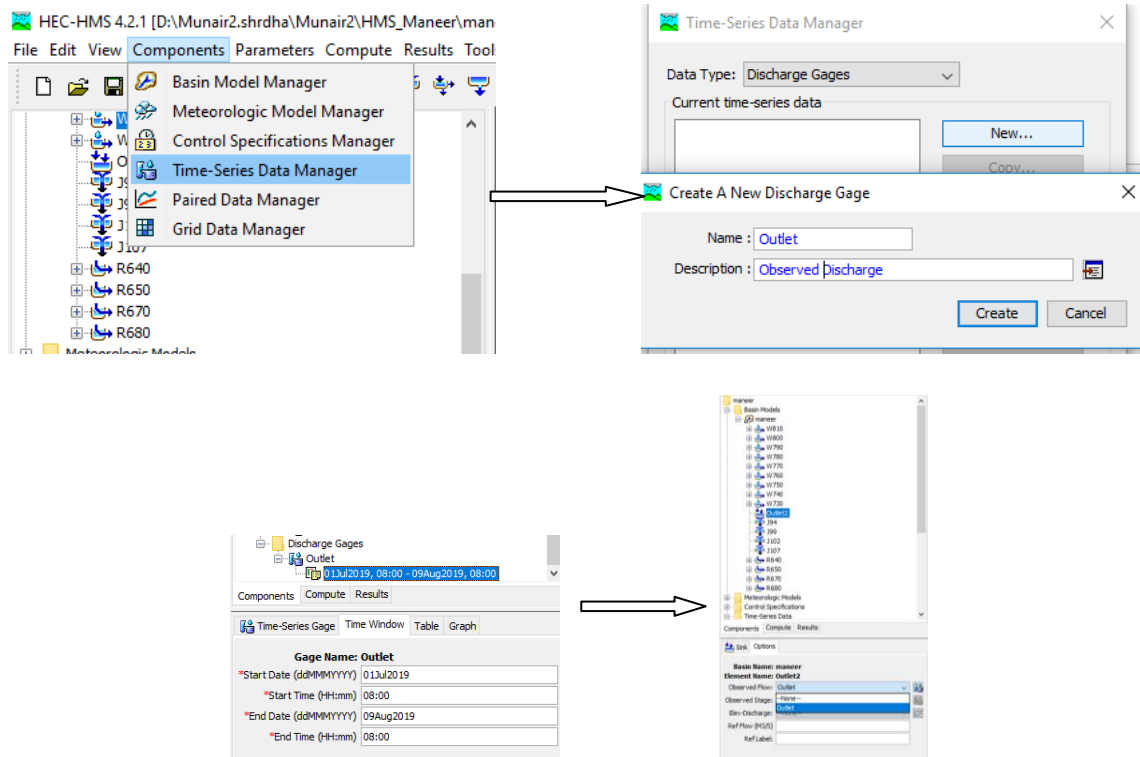 HEC-HMS 4.2.1 [D:\Munair2.shrdha\Munair2\HMS_Maneer\man
File Edit View Components Parameters Compute Results Tool
Basin Model Manager
Meteorologic Model Manager
Control Specifications Manager
Time-Series Data Manager
Paired Data Manager
Grid Data Manager
R640
R650
R670
R680
Meteorologic Models
Time-Series Data Manager
Data Type: Discharge Gages
Current time-series data
New...
Copy...
Create A New Discharge Gage
Name : Outlet
Description : Observed Discharge
Create Cancel
Discharge Gages
Outlet
01Jul2019, 08:00 - 09Aug2019, 08:00
Components Compute Results
Time-Series Gage Time Window Table Graph
Gage Name: Outlet
*Start Date (ddMMMYYYY) 01Jul2019
*Start Time (HH:mm) 08:00
*End Date (ddMMMYYYY) 09Aug2019
*End Time (HH:mm) 08:00
maneer
Basin Models
maneer
W810
W800
W790
W780
W770
W760
W750
W740
W730
Outlet2
J94
J99
J102
J107
R640
R650
R670
R680
Meteorologic Models
Control Specifications
Time-Series Data
Components Compute Results
Sink Options
Basin Name: maneer
Element Name: Outlet2
Observed Flow: Outlet
Observed Stage: --None--
Outlet
Elev-Discharge:
Ref Flow (M3/S)
Ref Label: